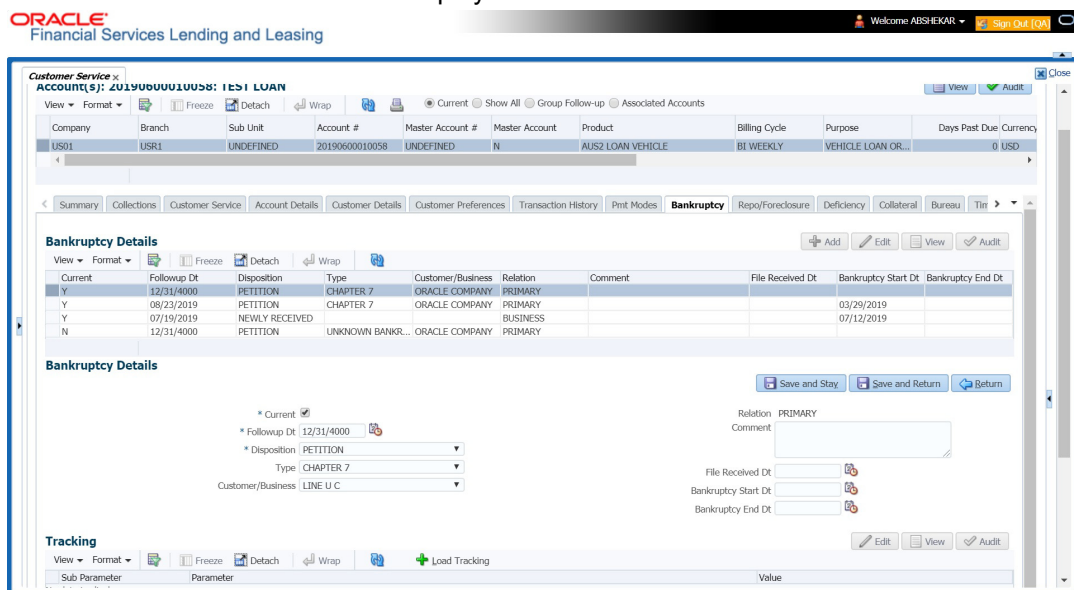 ORACLE®
Financial Services Lending and Leasing
Welcome ABSHEKAR Sign Out [QA]
Customer Service x Close
Account(s): 20190600010058: TEST LOAN View Audit
View Format Freeze Detach Wrap Current Show All Group Follow-up Associated Accounts
Company Branch Sub Unit Account # Master Account # Master Account Product Billing Cycle Purpose Days Past Due Currency
US01 USR1 UNDEFINED 20190600010058 UNDEFINED N AUS2 LOAN VEHICLE BI WEEKLY VEHICLE LOAN OR... 0 USD
Summary Collections Customer Service Account Details Customer Details Customer Preferences Transaction History Pmt Modes Bankruptcy Repo/Foreclosure Deficiency Collateral Bureau Tim
Bankruptcy Details Add Edit View Audit
View Format Freeze Detach Wrap
Current Followup Dt Disposition Type Customer/Business Relation Comment File Received Dt Bankruptcy Start Dt Bankruptcy End Dt
Y 12/31/4000 PETITION CHAPTER 7 ORACLE COMPANY PRIMARY
Y 08/23/2019 PETITION CHAPTER 7 ORACLE COMPANY PRIMARY 03/29/2019
Y 07/19/2019 NEWLY RECEIVED BUSINESS 07/12/2019
N 12/31/4000 PETITION UNKNOWN BANKR... ORACLE COMPANY PRIMARY
Bankruptcy Details
Save and Stay Save and Return Return
* Current
* Followup Dt 12/31/4000
* Disposition PETITION
Type CHAPTER 7
Customer/Business LINE U C
Relation PRIMARY
Comment
File Received Dt
Bankruptcy Start Dt
Bankruptcy End Dt
Tracking Edit View Audit
View Format Freeze Detach Wrap Load Tracking
Sub Parameter Parameter Value